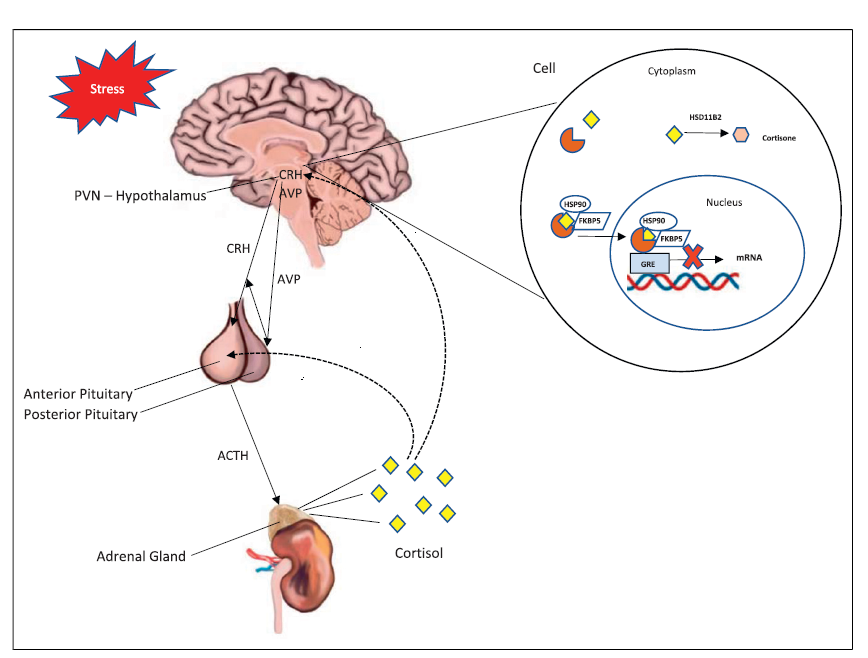 Stress
Cell
Cytoplasm
HSD11B2
Cortisone
CRH
AVP
PVN – Hypothalamus
HSP90
FKBP5
Nucleus
HSP90
FKBP5
GRE
mRNA
CRH
AVP
Anterior Pituitary
Posterior Pituitary
ACTH
Adrenal Gland
Cortisol